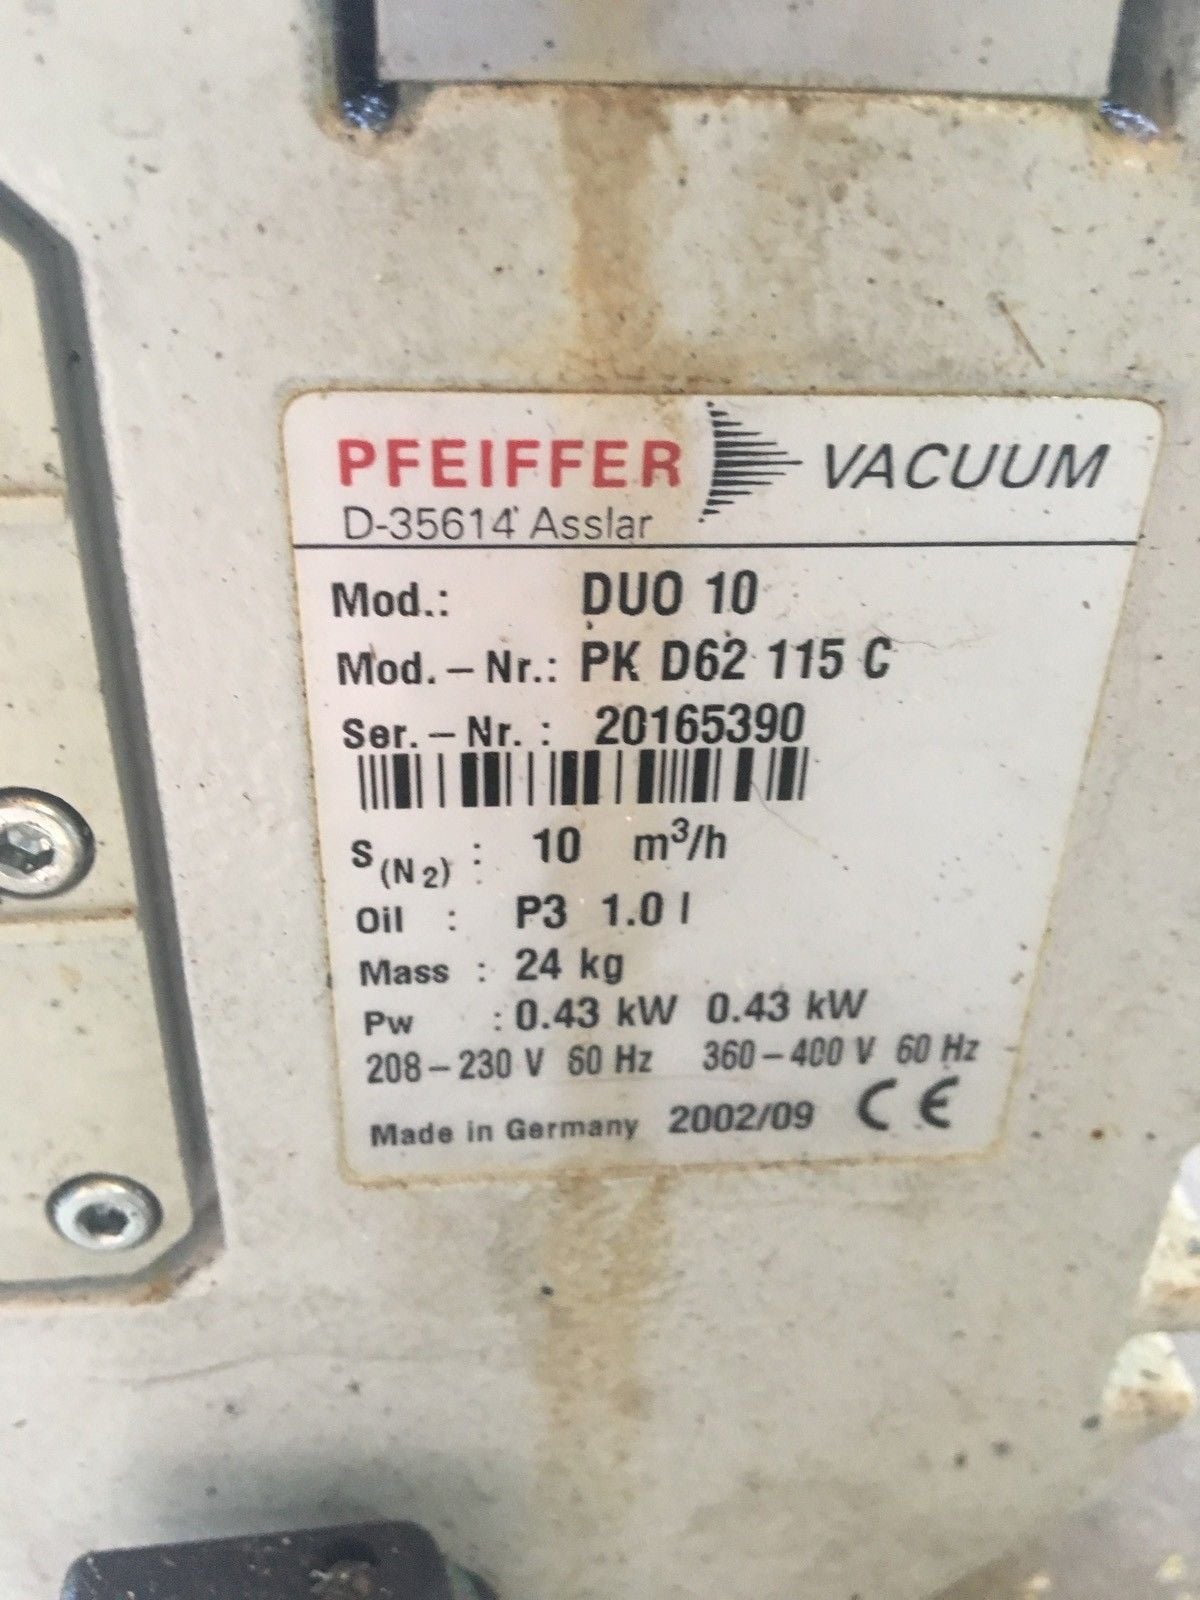 PFEIFFER VACUUM
D-35614 Asslar
Mod.: DUO 10
Mod. – Nr.: PK D62 115 C
Ser. – Nr. : 20165390
S(N2) : 10 m³/h
Oil : P3 1.0 l
Mass : 24 kg
Pw : 0.43 kW 0.43 kW
208 – 230 V 60 Hz 360 – 400 V 60 Hz
Made in Germany 2002/09 CE